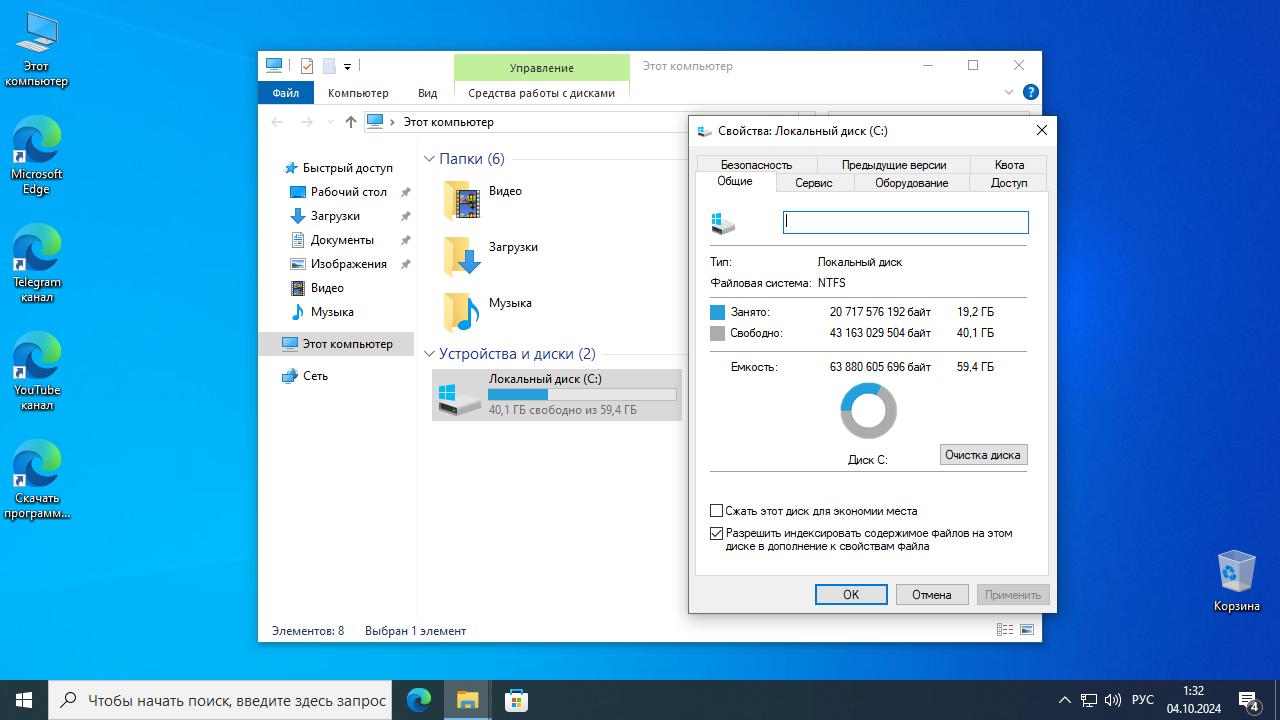 Этот
компьютер
Microsoft
Edge
Telegram
канал
YouTube
канал
Скачать
программ...
Корзина
Управление
Этот компьютер
Файл
Компьютер
Вид
Средства работы с дисками
?
Этот компьютер
Быстрый доступ
Рабочий стол
Загрузки
Документы
Изображения
Видео
Музыка
Этот компьютер
Сеть
Папки (6)
Видео
Загрузки
Музыка
Устройства и диски (2)
Локальный диск (C:)
40,1 ГБ свободно из 59,4 ГБ
Элементов: 8
Выбран 1 элемент
Свойства: Локальный диск (C:)
Безопасность
Предыдущие версии
Квота
Общие
Сервис
Оборудование
Доступ
Тип: Локальный диск
Файловая система: NTFS
Занято: 20 717 576 192 байт 19,2 ГБ
Свободно: 43 163 029 504 байт 40,1 ГБ
Емкость: 63 880 605 696 байт 59,4 ГБ
Диск C:
Очистка диска
Сжать этот диск для экономии места
Разрешить индексировать содержимое файлов на этом
диске в дополнение к свойствам файла
OK
Отмена
Применить
Чтобы начать поиск, введите здесь запрос
РУС
1:32
04.10.2024
4